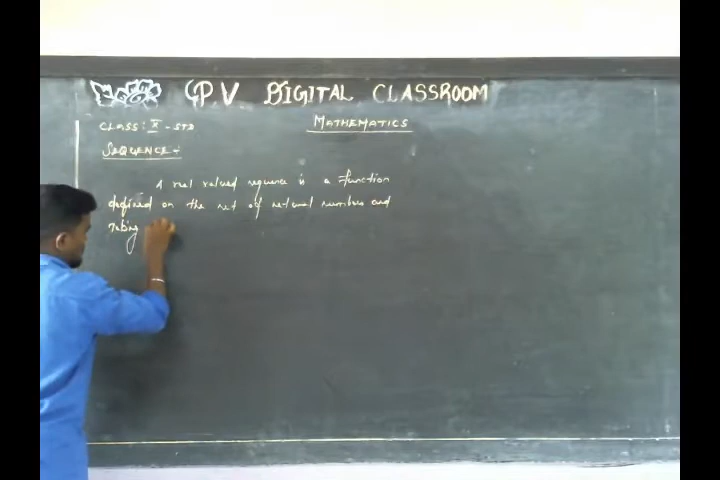 G.P.V DIGITAL CLASSROOM
CLASS: X - STD
MATHEMATICS
SEQUENCE :-
A real valued sequence is a function
defined on the set of natural numbers and
taking